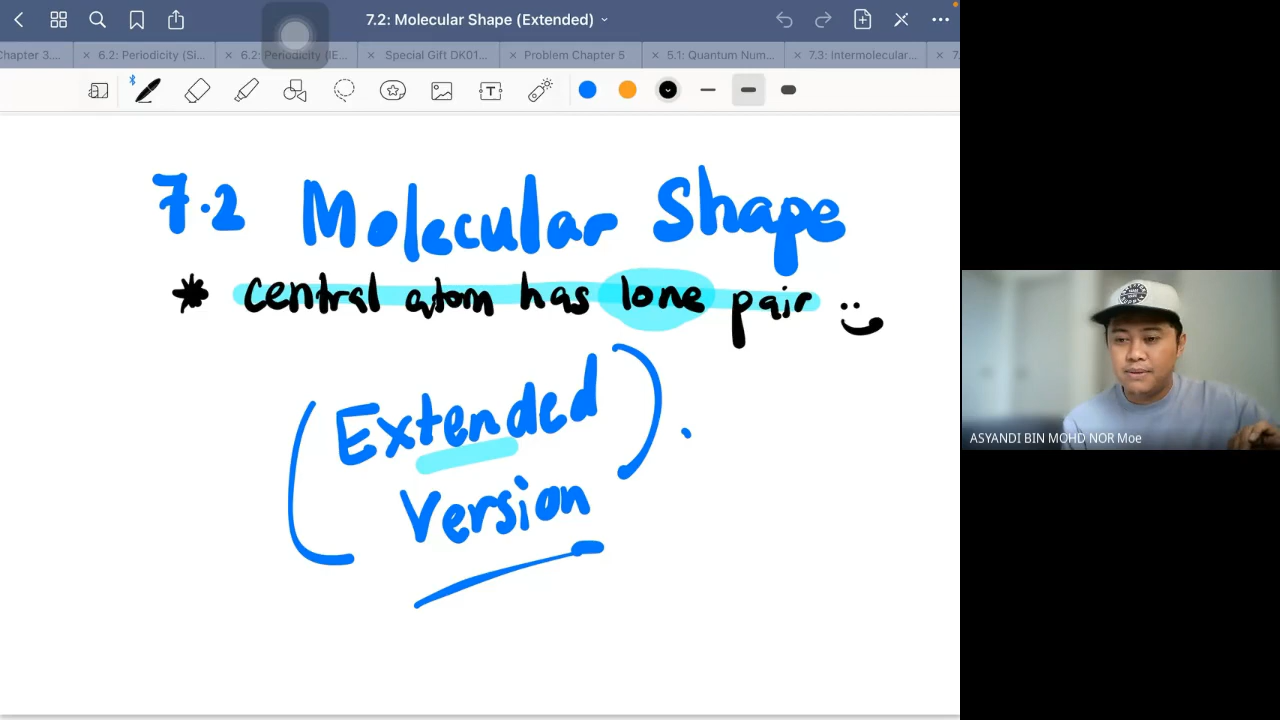 7.2: Molecular Shape (Extended)
Chapter 3....
6.2: Periodicity (Si...
6.2: Periodicity (IE...
Special Gift DK01...
Problem Chapter 5
5.1: Quantum Num...
7.3: Intermolecular...
7.
7.2 Molecular Shape
* central atom has lone pair
(Extended
Version).
ASYANDI BIN MOHD NOR Moe